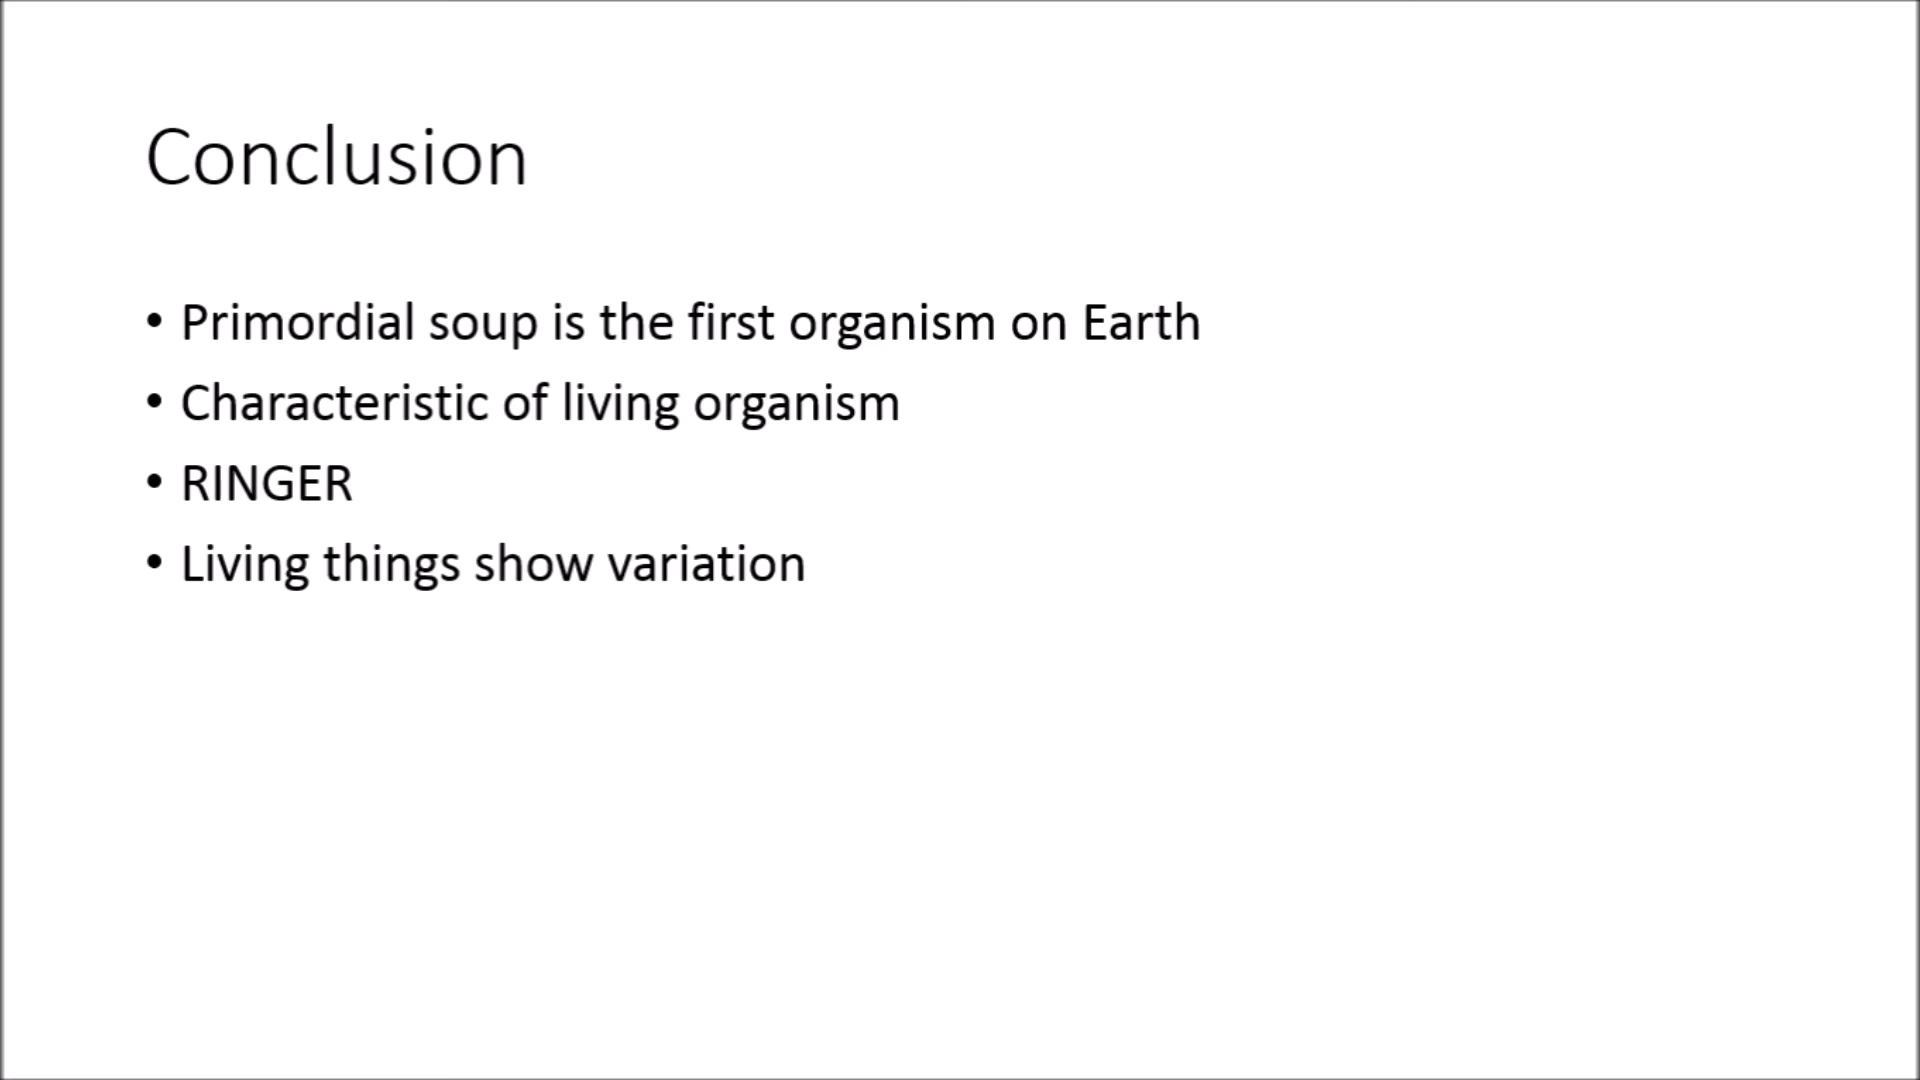 Conclusion
• Primordial soup is the first organism on Earth
• Characteristic of living organism
• RINGER
• Living things show variation